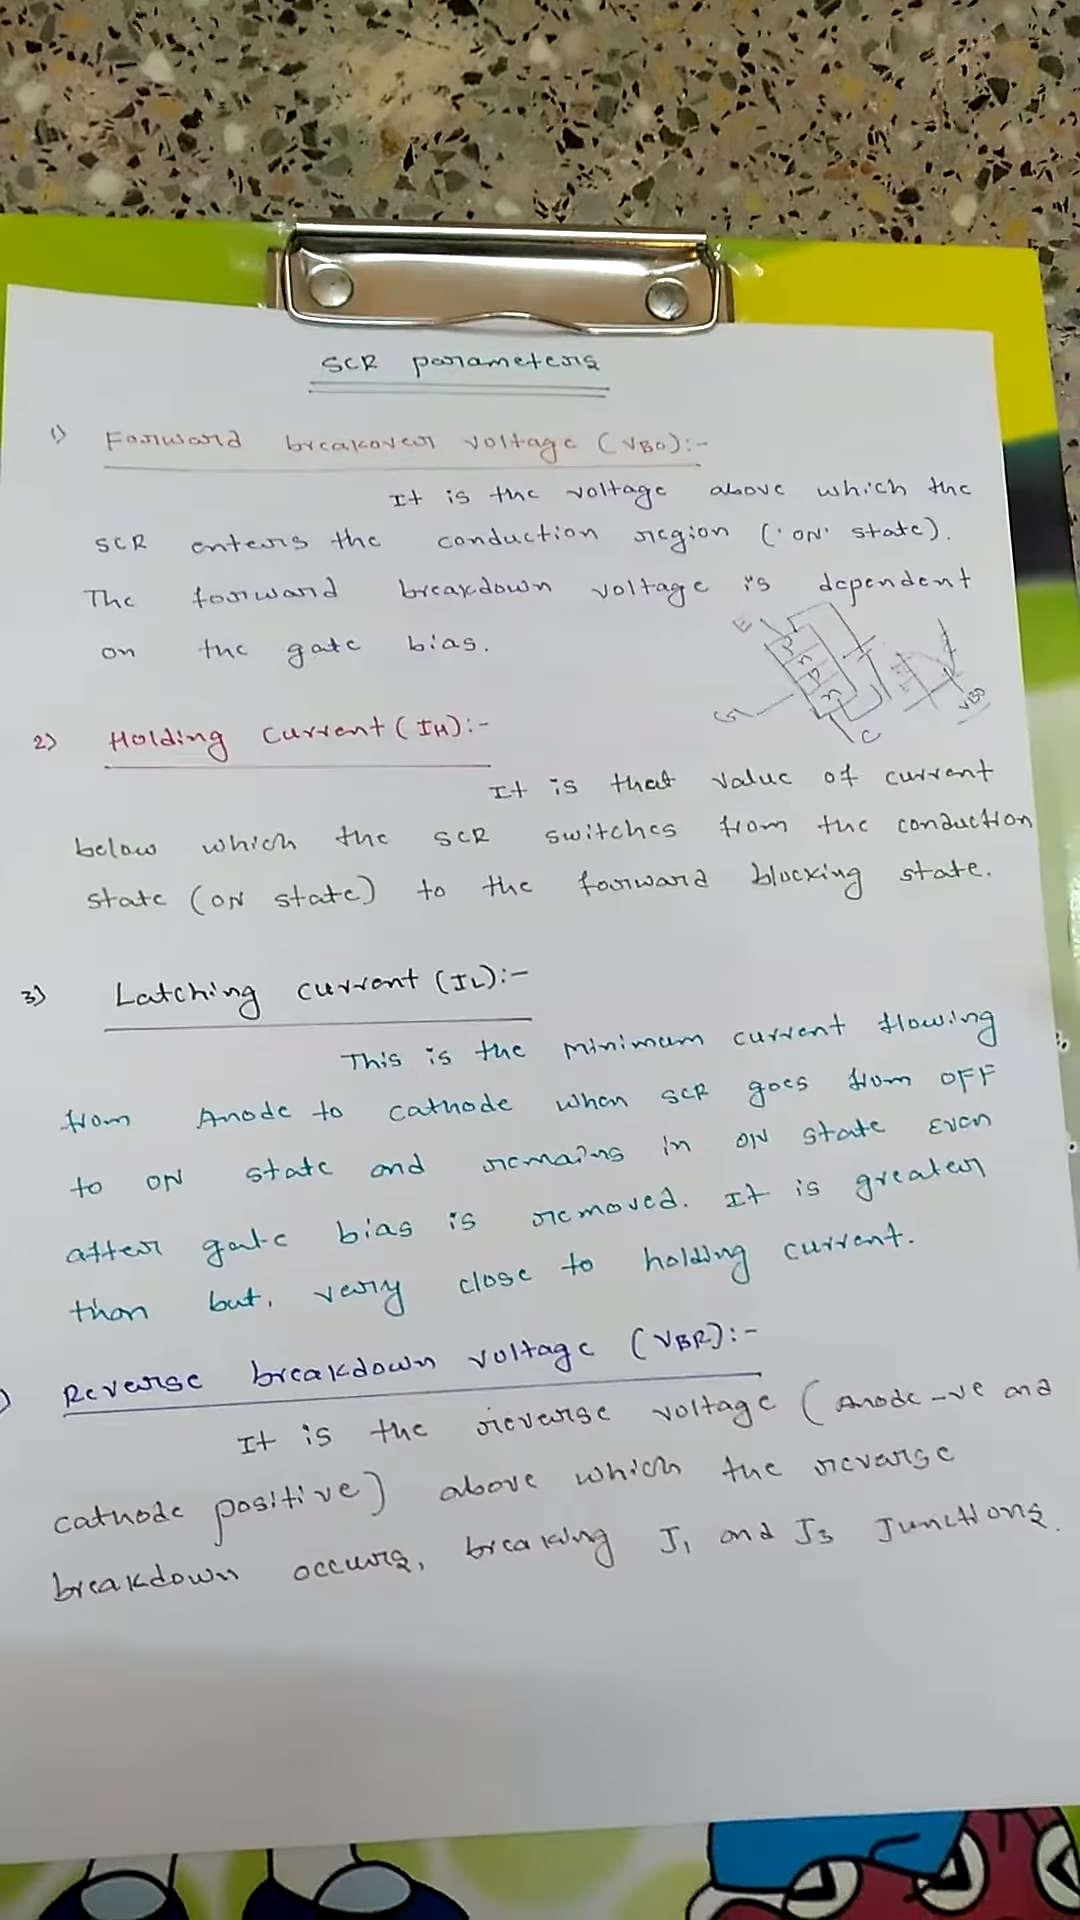 SCR parameters
1) Forward breakover voltage (VBO):-
It is the voltage above which the
SCR enters the conduction region ('ON' state).
The forward breakdown voltage is dependent
on the gate bias.
E
P
n
P
n
G
C
VBO
2) Holding current (IH):-
It is that value of current
below which the SCR switches from the conduction
state (ON state) to the forward blocking state.
3) Latching current (IL):-
This is the minimum current flowing
from Anode to cathode when SCR goes from OFF
to ON state and remains in ON state even
after gate bias is removed. It is greater
than but, very close to holding current.
) Reverse breakdown voltage (VBR):-
It is the reverse voltage (Anode -ve and
cathode positive) above which the reverse
breakdown occurs, breaking J1 and J3 Junctions.